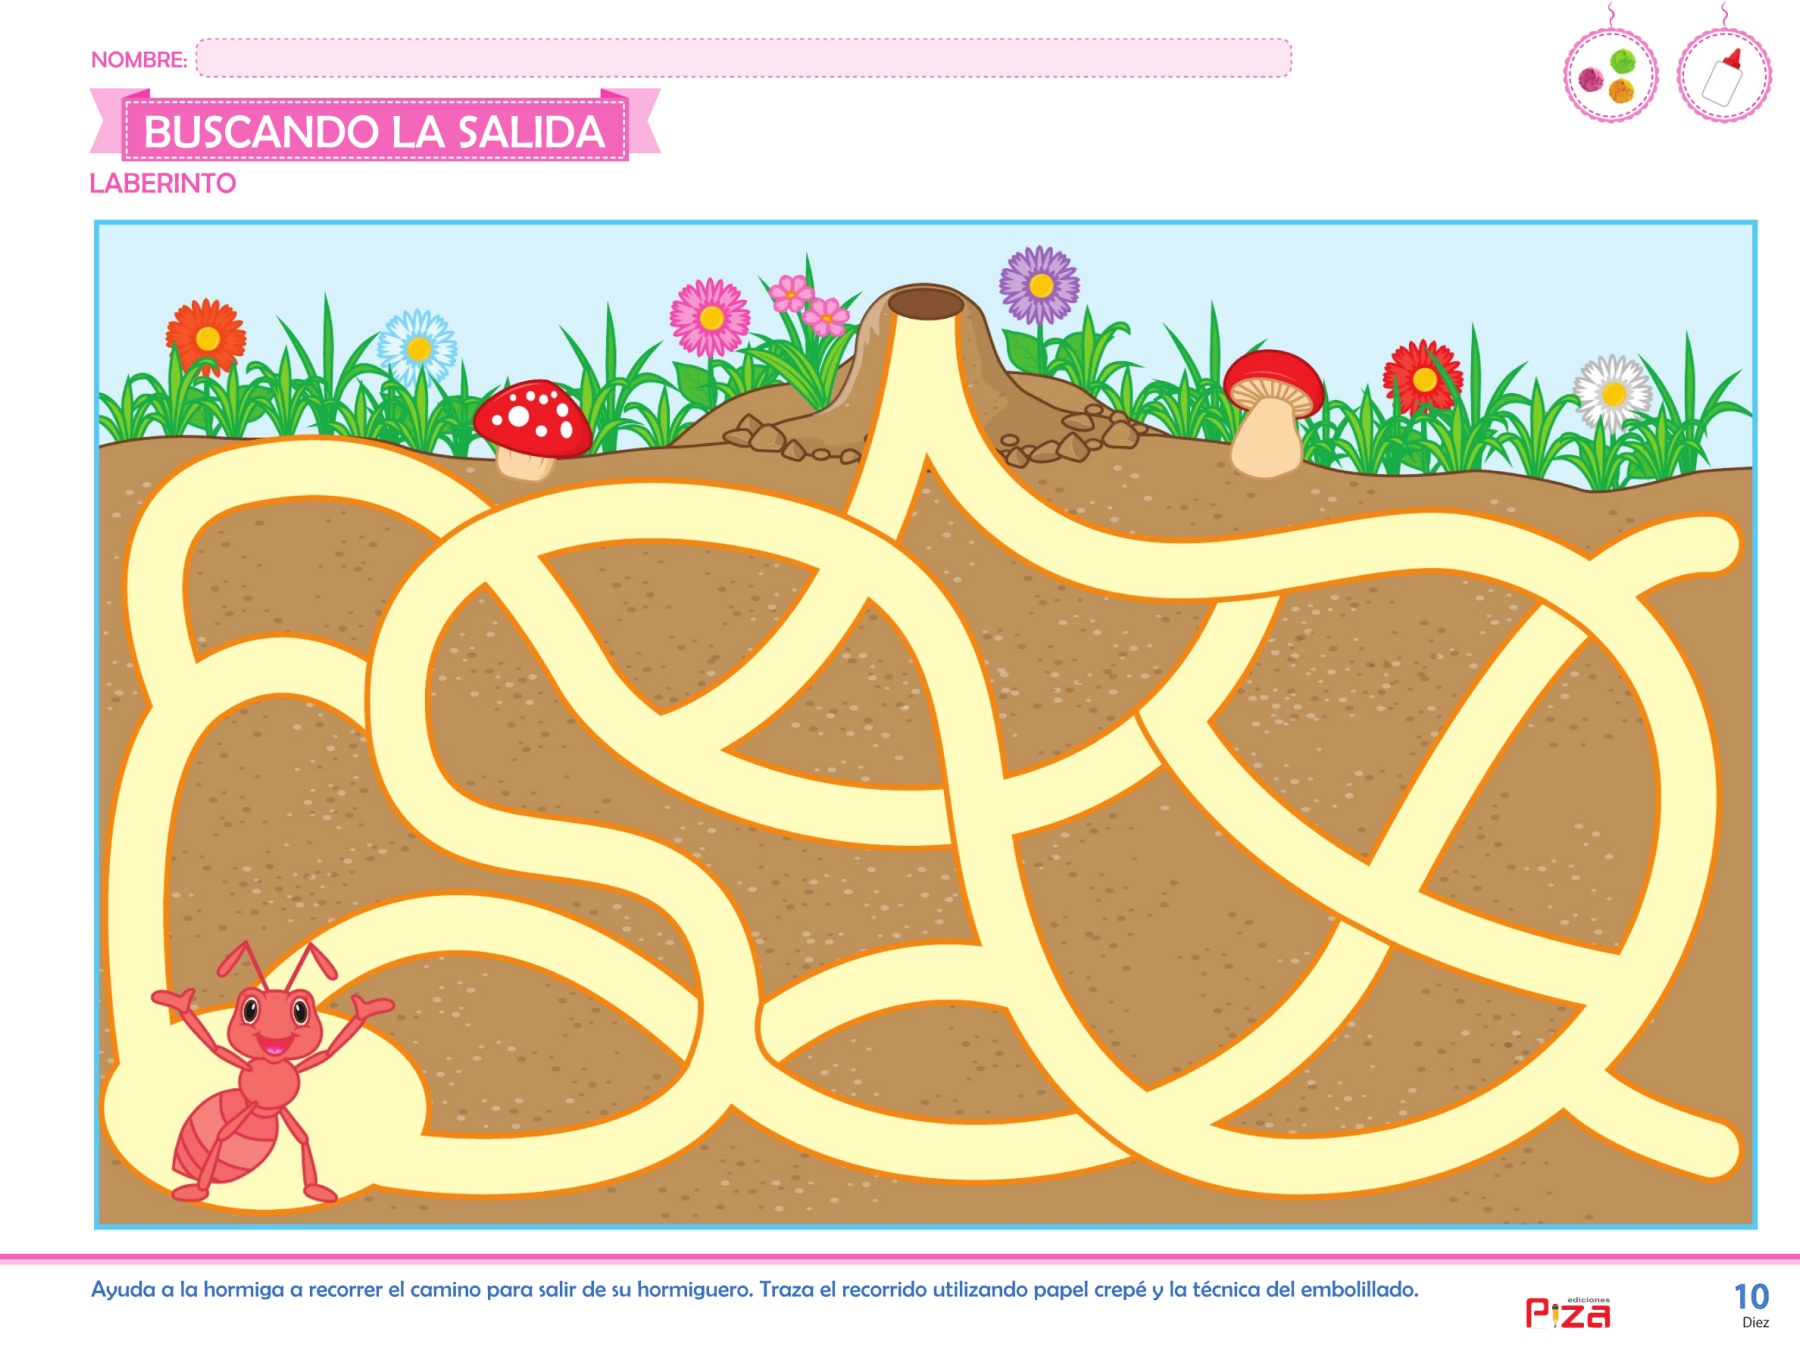 NOMBRE:
BUSCANDO LA SALIDA
LABERINTO
Ayuda a la hormiga a recorrer el camino para salir de su hormiguero. Traza el recorrido utilizando papel crepé y la técnica del embolillado.
ediciones
Piza
10
Diez